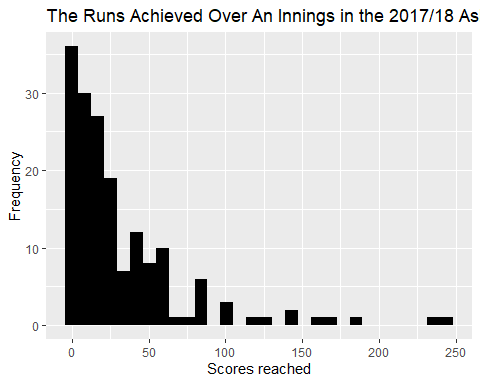 The Runs Achieved Over An Innings in the 2017/18 As
30
20
10
0
Frequency
0 50 100 150 200 250
Scores reached